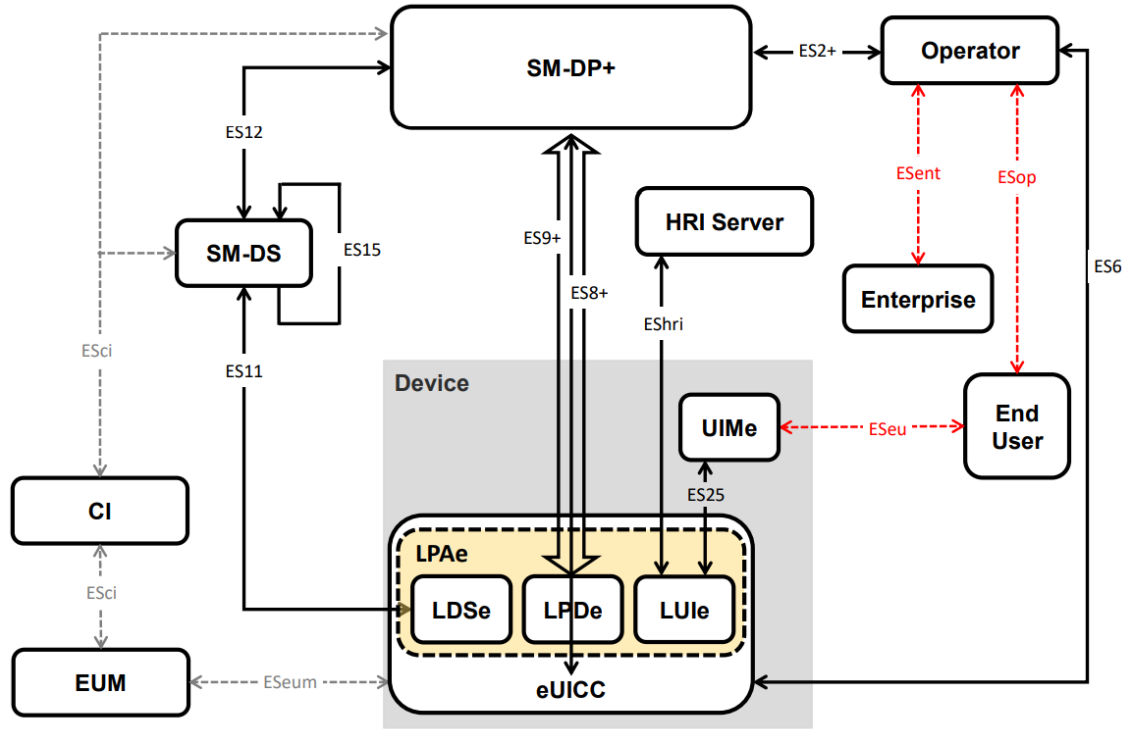 SM-DP+
ES2+
Operator
ES12
ESent
ESop
HRI Server
SM-DS
ES15
ES9+
ES8+
ES6
Enterprise
EShri
ESci
ES11
Device
UIMe
ESeu
End
User
ES25
CI
LPAe
ESci
LDSe
LPDe
LUIe
EUM
ESeum
eUICC